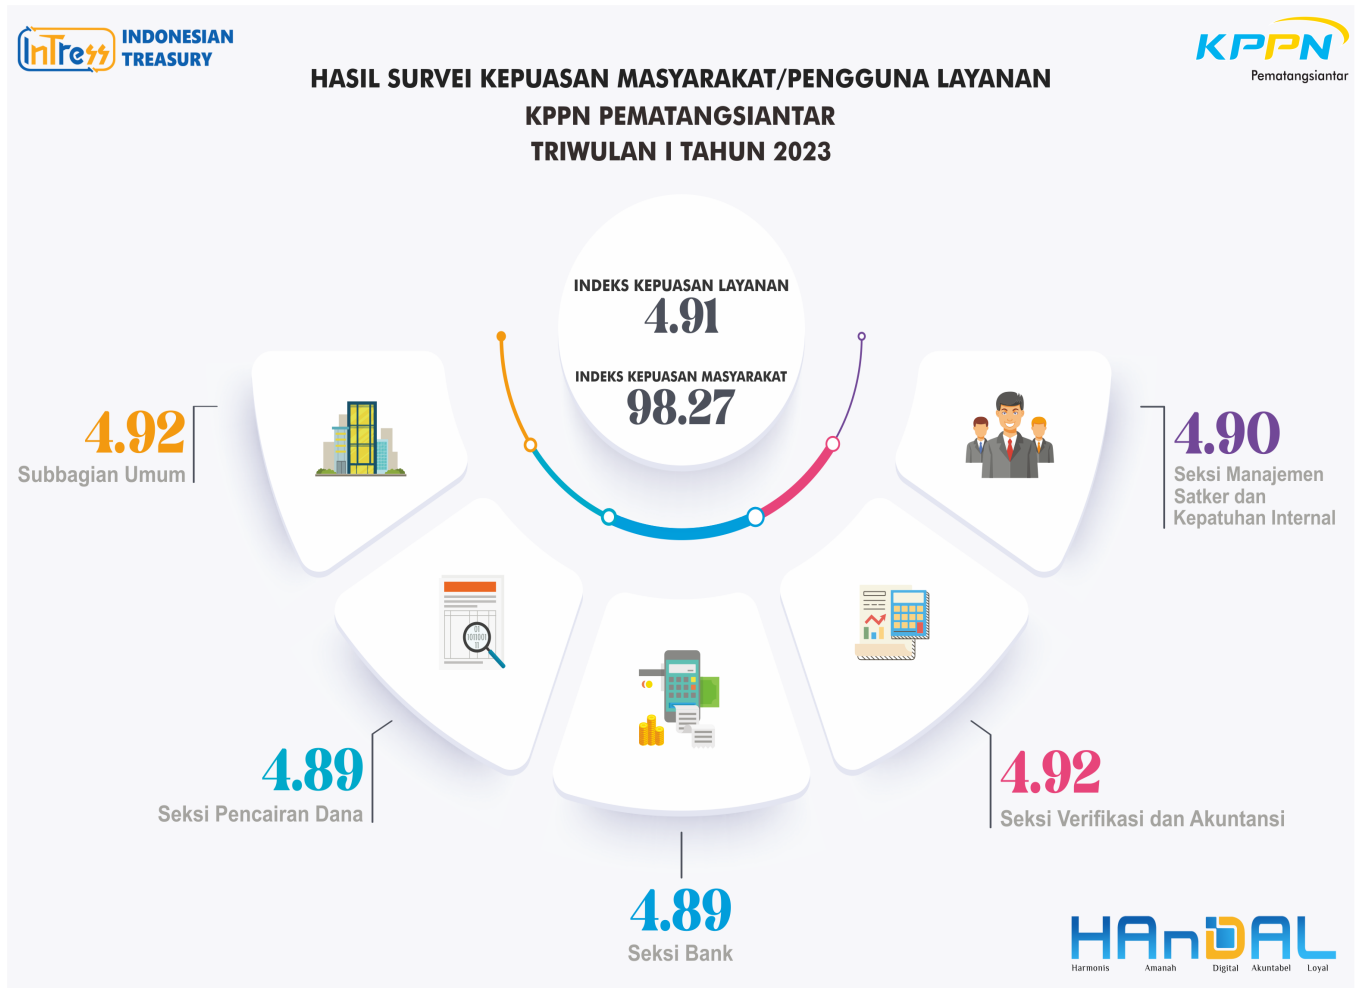 InTress
INDONESIAN
TREASURY
KPPN
Pematangsiantar
HASIL SURVEI KEPUASAN MASYARAKAT/PENGGUNA LAYANAN
KPPN PEMATANGSIANTAR
TRIWULAN I TAHUN 2023
INDEKS KEPUASAN LAYANAN
4.91
INDEKS KEPUASAN MASYARAKAT
98.27
4.92
Subbagian Umum
4.90
Seksi Manajemen
Satker dan
Kepatuhan Internal
01
1011001
0
4.89
Seksi Pencairan Dana
4.92
Seksi Verifikasi dan Akuntansi
4.89
Seksi Bank
HAnDAL
Harmonis Amanah Digital Akuntabel Loyal